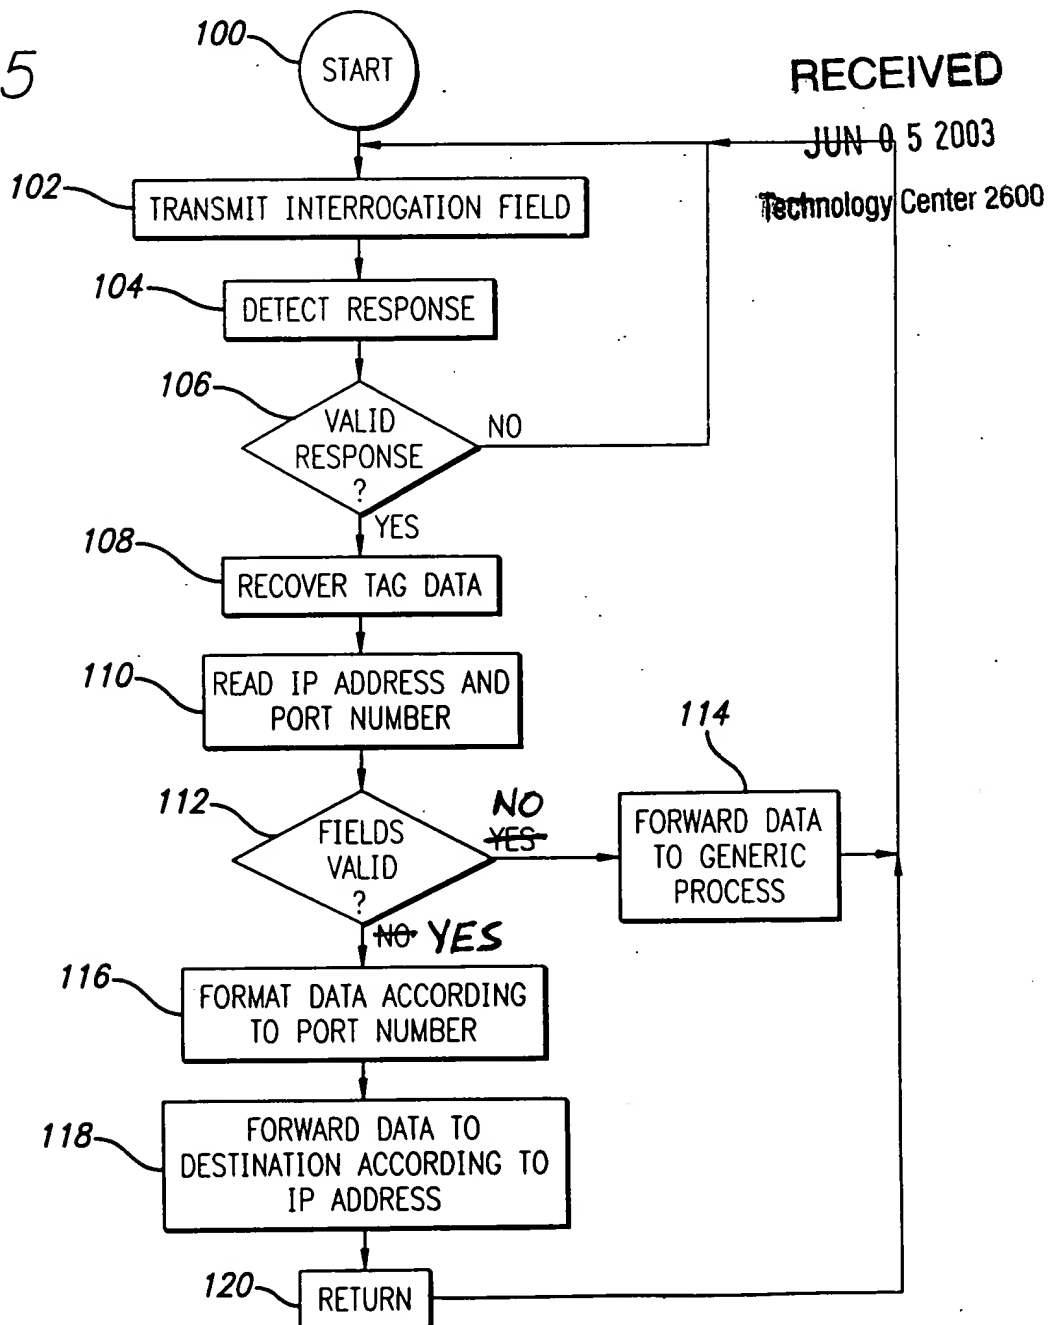 5
100
START
RECEIVED
JUN 0 5 2003
Technology Center 2600
102
TRANSMIT INTERROGATION FIELD
104
DETECT RESPONSE
106
VALID
RESPONSE
?
NO
YES
108
RECOVER TAG DATA
110
READ IP ADDRESS AND
PORT NUMBER
112
FIELDS
VALID
?
NO
YES
114
FORWARD DATA
TO GENERIC
PROCESS
NO YES
116
FORMAT DATA ACCORDING
TO PORT NUMBER
118
FORWARD DATA TO
DESTINATION ACCORDING TO
IP ADDRESS
120
RETURN